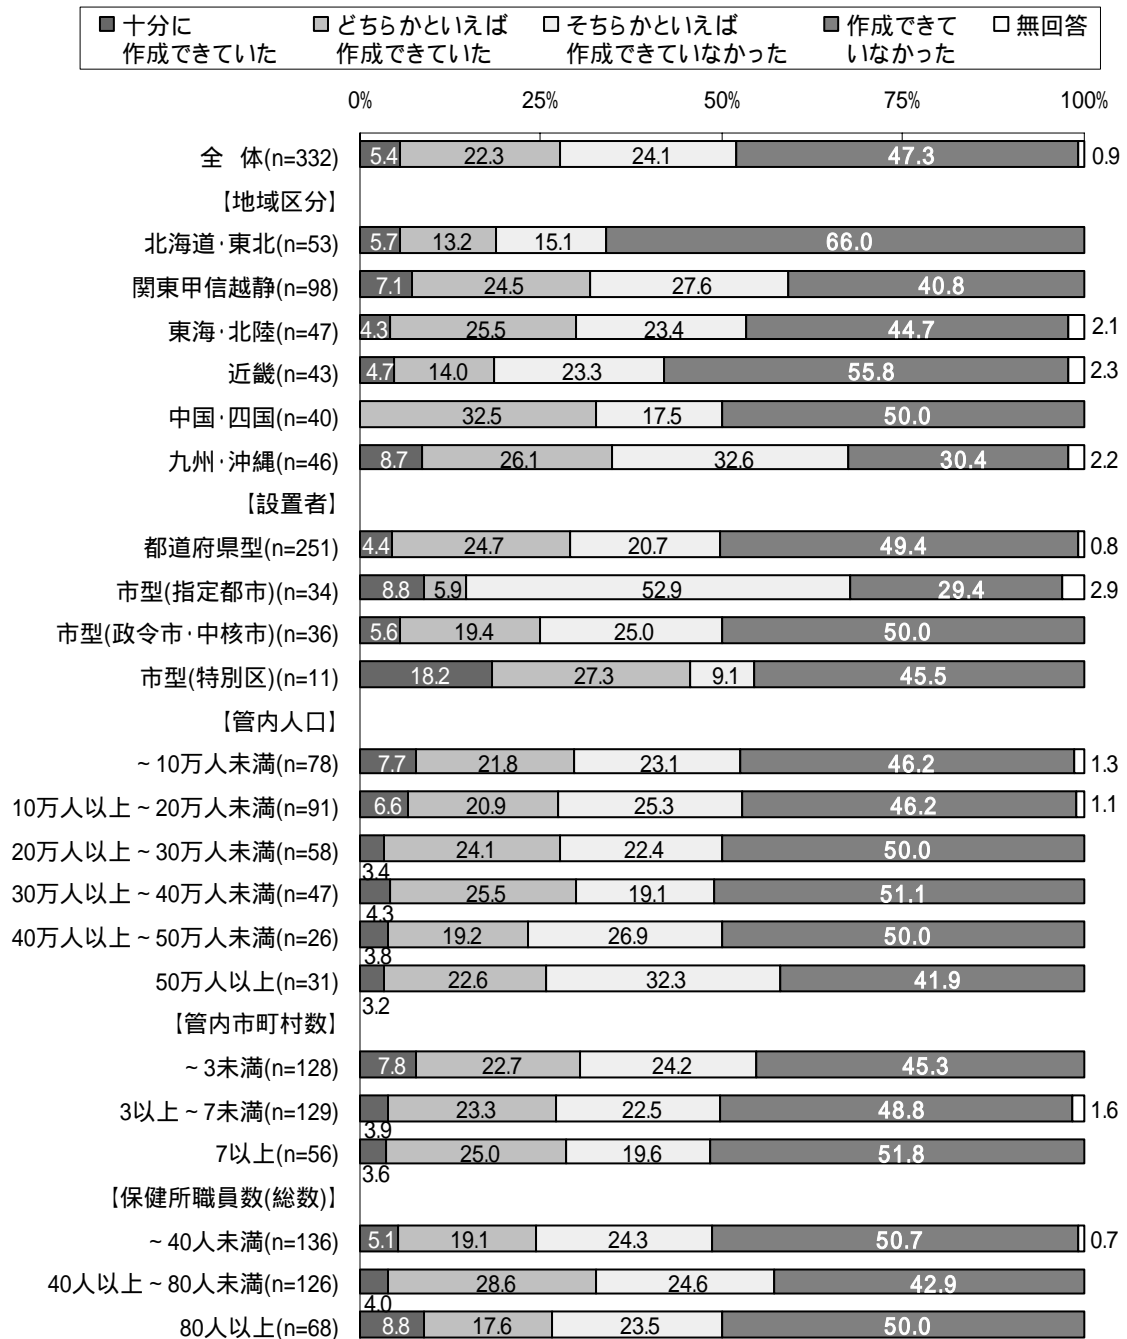 ■ 十分に 作成できていた
□ どちらかといえば 作成できていた
□ そちらかといえば 作成できていなかった
■ 作成できて いなかった
□ 無回答
0% 25% 50% 75% 100%
全 体(n=332) 5.4 22.3 24.1 47.3 0.9
【地域区分】
北海道・東北(n=53) 5.7 13.2 15.1 66.0
関東甲信越静(n=98) 7.1 24.5 27.6 40.8
東海・北陸(n=47) 4.3 25.5 23.4 44.7 2.1
近畿(n=43) 4.7 14.0 23.3 55.8 2.3
中国・四国(n=40) 32.5 17.5 50.0
九州・沖縄(n=46) 8.7 26.1 32.6 30.4 2.2
【設置者】
都道府県型(n=251) 4.4 24.7 20.7 49.4 0.8
市型(指定都市)(n=34) 8.8 5.9 52.9 29.4 2.9
市型(政令市・中核市)(n=36) 5.6 19.4 25.0 50.0
市型(特別区)(n=11) 18.2 27.3 9.1 45.5
【管内人口】
~10万人未満(n=78) 7.7 21.8 23.1 46.2 1.3
10万人以上~20万人未満(n=91) 6.6 20.9 25.3 46.2 1.1
20万人以上~30万人未満(n=58) 3.4 24.1 22.4 50.0
30万人以上~40万人未満(n=47) 4.3 25.5 19.1 51.1
40万人以上~50万人未満(n=26) 3.8 19.2 26.9 50.0
50万人以上(n=31) 3.2 22.6 32.3 41.9
【管内市町村数】
~3未満(n=128) 7.8 22.7 24.2 45.3
3以上~7未満(n=129) 3.9 23.3 22.5 48.8 1.6
7以上(n=56) 3.6 25.0 19.6 51.8
【保健所職員数(総数)】
~40人未満(n=136) 5.1 19.1 24.3 50.7 0.7
40人以上~80人未満(n=126) 4.0 28.6 24.6 42.9
80人以上(n=68) 8.8 17.6 23.5 50.0